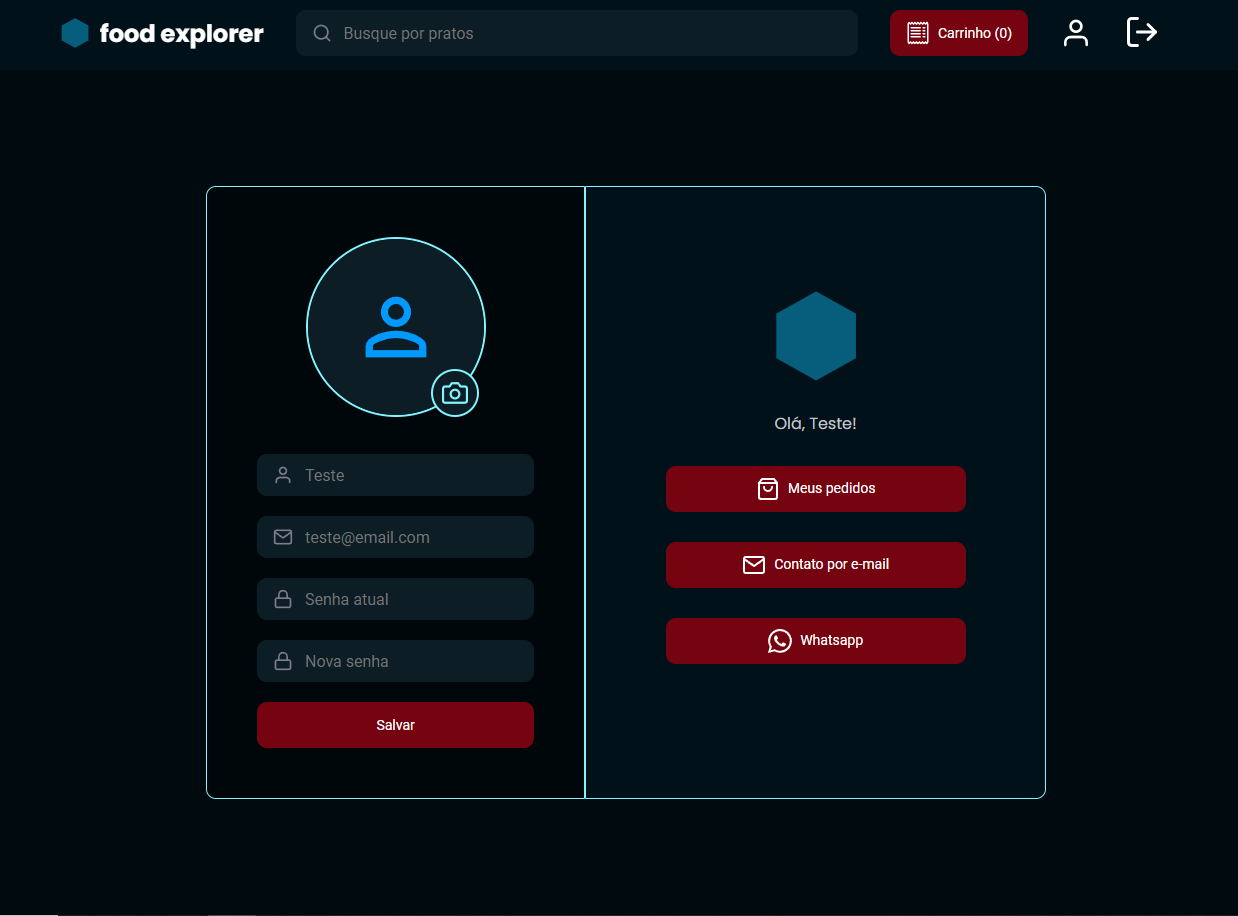 food explorer
Busque por pratos
Carrinho (0)
Teste
teste@email.com
Senha atual
Nova senha
Salvar
Olá, Teste!
Meus pedidos
Contato por e-mail
Whatsapp